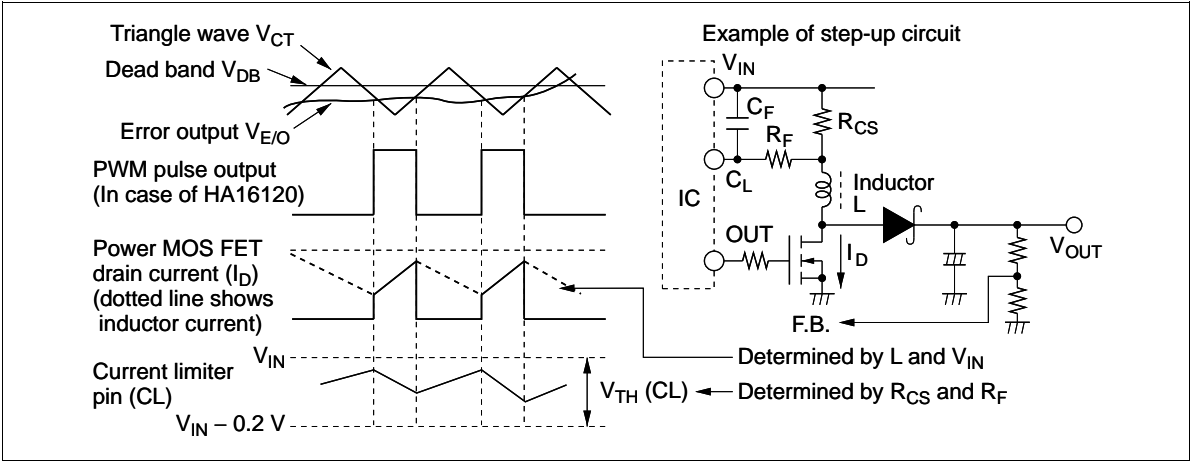 Triangle wave VCT
Dead band VDB
Error output VE/O
PWM pulse output
(In case of HA16120)
Power MOS FET
drain current (ID)
(dotted line shows
inductor current)
Current limiter
pin (CL)
VIN
VIN – 0.2 V
VTH (CL)
Determined by L and VIN
Determined by RCS and RF
Example of step-up circuit
VIN
CF
RCS
RF
CL
IC
Inductor
L
OUT
ID
VOUT
F.B.